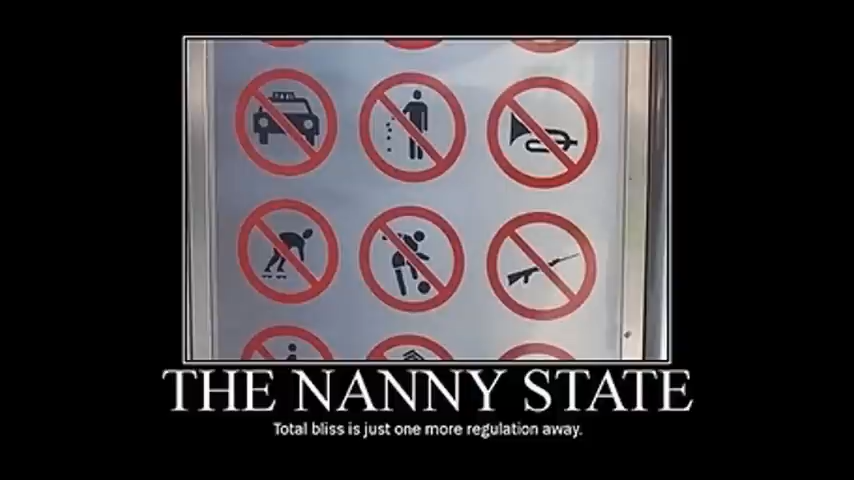 THE NANNY STATE
Total bliss is just one more regulation away.